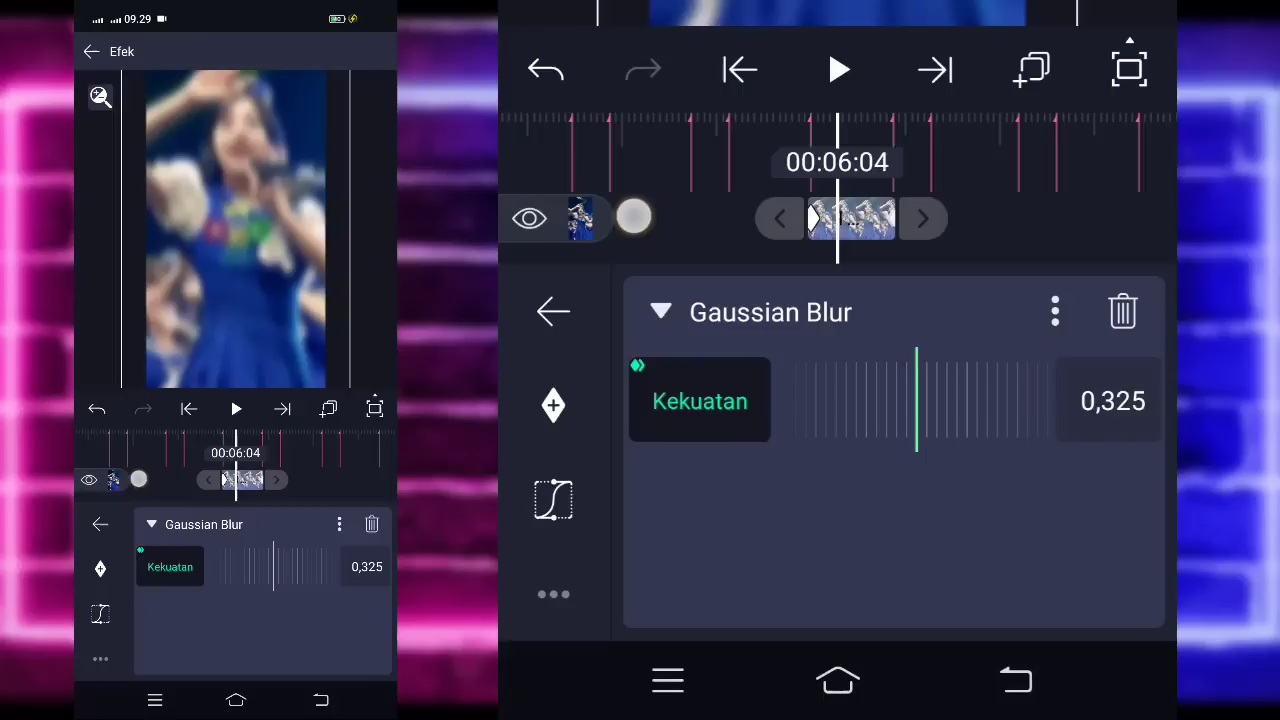 09.29
Efek
00:06:04
Gaussian Blur
Kekuatan
0,325
00:06:04
Gaussian Blur
Kekuatan
0,325